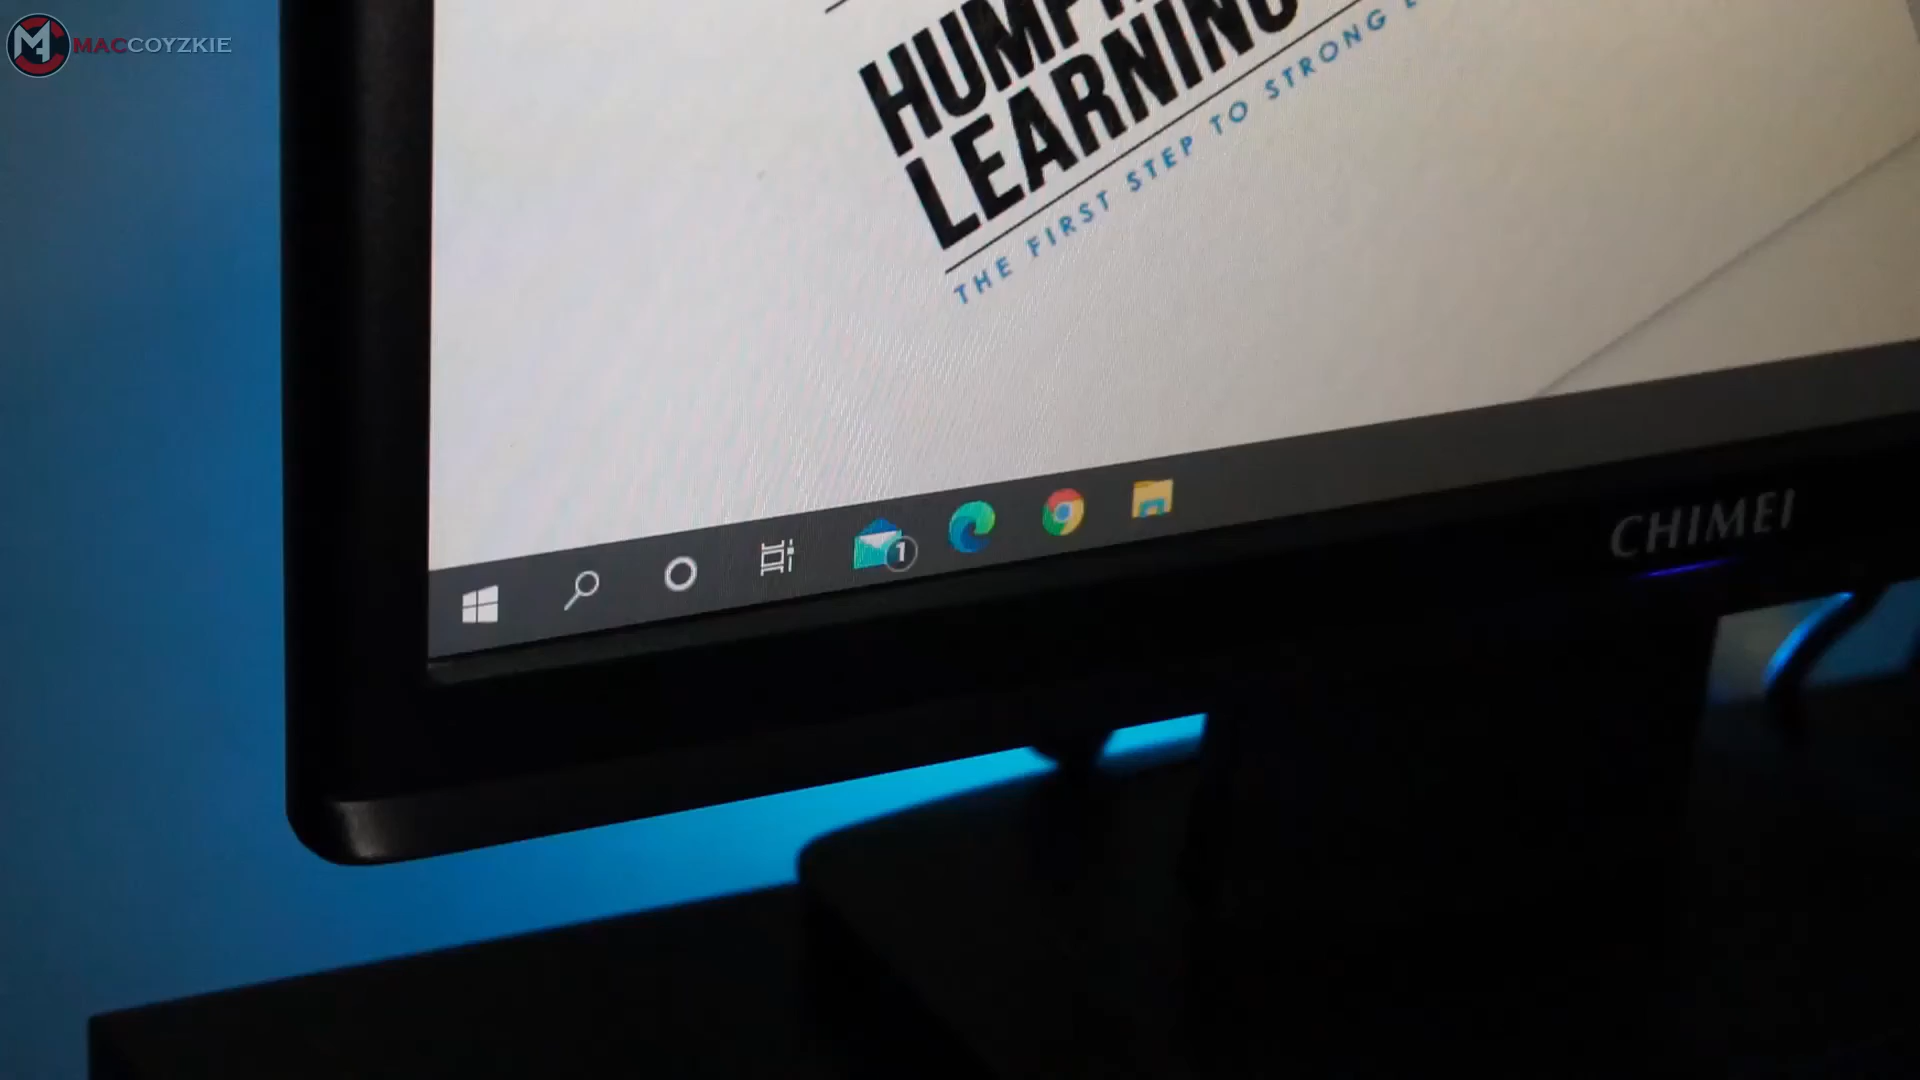 MACCOYZKIE
LEARNING
THE FIRST STEP TO STRONG
1
CHIMEI